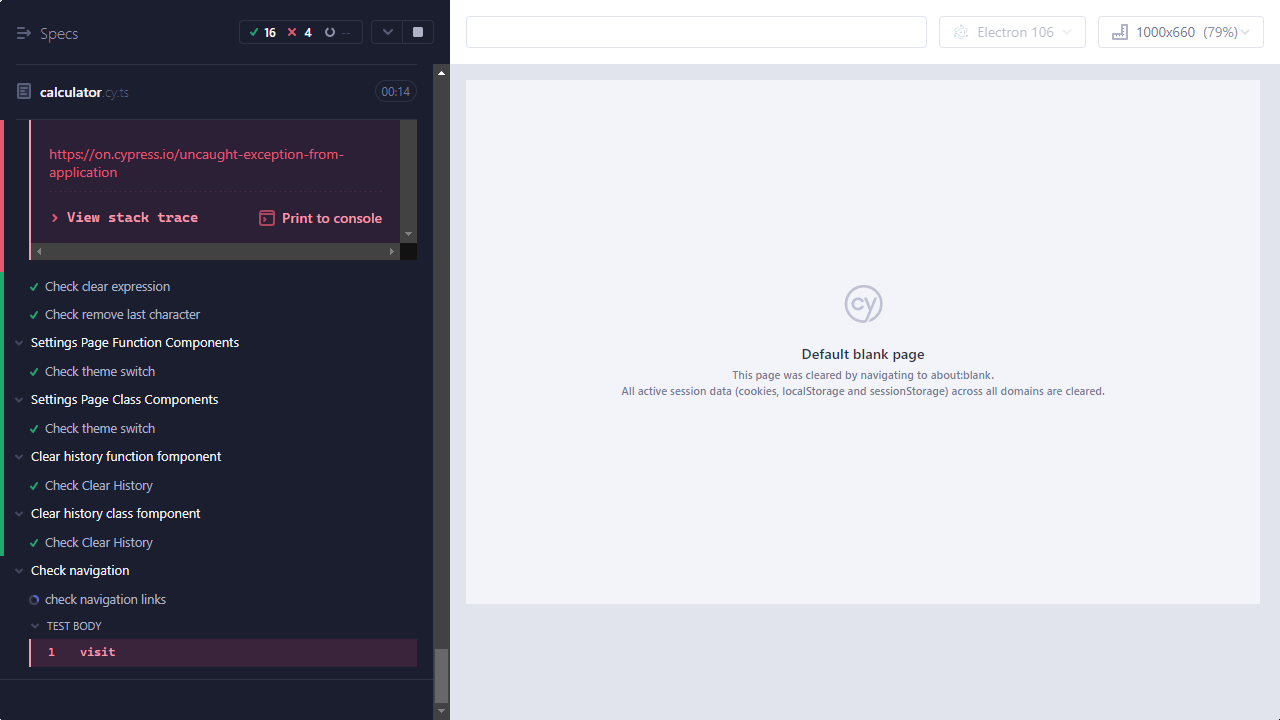 Specs
16 4 --
Electron 106
1000x660 (79%)
calculator.cy.ts
00:14
https://on.cypress.io/uncaught-exception-from-
application
View stack trace
Print to console
Check clear expression
Check remove last character
Settings Page Function Components
Check theme switch
Settings Page Class Components
Check theme switch
Clear history function fomponent
Check Clear History
Clear history class fomponent
Check Clear History
Check navigation
check navigation links
TEST BODY
1 visit
cy
Default blank page
This page was cleared by navigating to about:blank.
All active session data (cookies, localStorage and sessionStorage) across all domains are cleared.